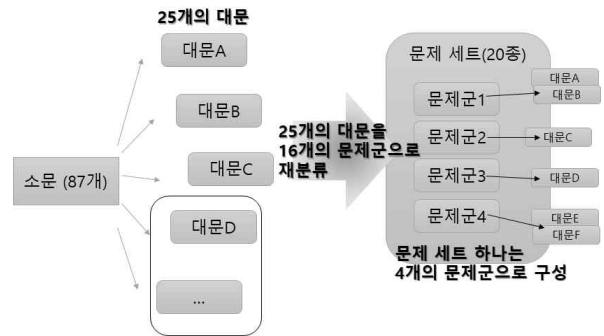 25개의 대문
대문A
대문B
대문C
대문D
...
소문 (87개)
25개의 대문을
16개의 문제군으로
재분류
문제 세트(20종)
문제군1
대문A
대문B
문제군2
대문C
문제군3
대문D
문제군4
대문E
대문F
문제 세트 하나는
4개의 문제군으로 구성